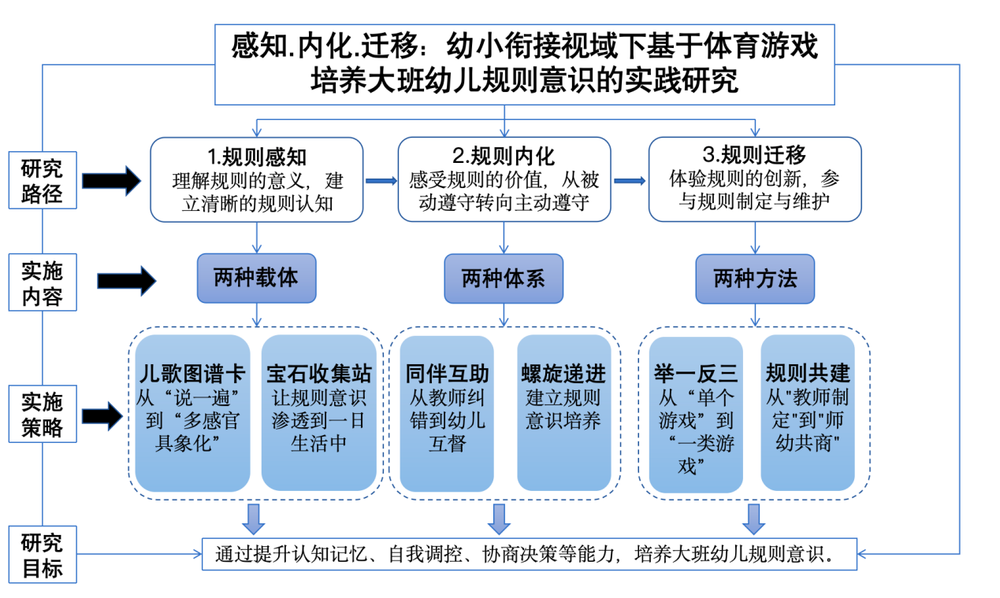 感知.内化.迁移：幼小衔接视域下基于体育游戏
培养大班幼儿规则意识的实践研究
研究
路径
1.规则感知
理解规则的意义，建
立清晰的规则认知
2.规则内化
感受规则的价值，从被
动遵守转向主动遵守
3.规则迁移
体验规则的创新，参
与规则制定与维护
实施
内容
两种载体
两种体系
两种方法
实施
策略
儿歌图谱卡
从“说一遍”
到“多感官
具象化”
宝石收集站
让规则意识
渗透到一日
生活中
同伴互助
从教师纠
错到幼儿
互督
螺旋递进
建立规则
意识培养
举一反三
从“单个
游戏”到
“一类游
戏”
规则共建
从"教师制
定"到"师
幼共商"
研究
目标
通过提升认知记忆、自我调控、协商决策等能力，培养大班幼儿规则意识。